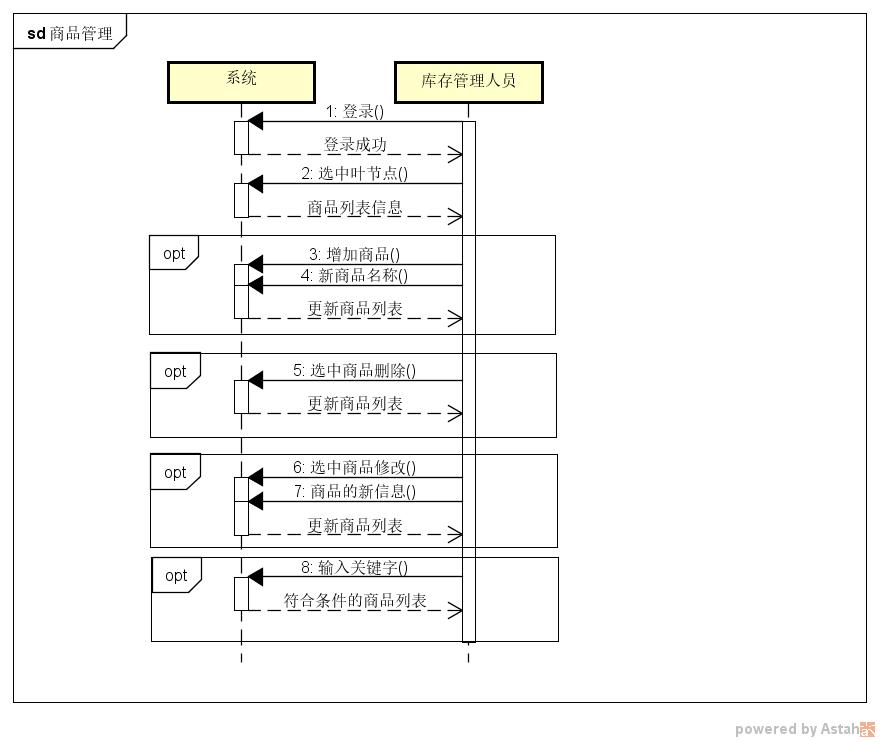 sd 商品管理
系统
库存管理人员
1: 登录()
登录成功
2: 选中叶节点()
商品列表信息
opt
3: 增加商品()
4: 新商品名称()
更新商品列表
opt
5: 选中商品删除()
更新商品列表
opt
6: 选中商品修改()
7: 商品的新信息()
更新商品列表
opt
8: 输入关键字()
符合条件的商品列表
powered by Astah